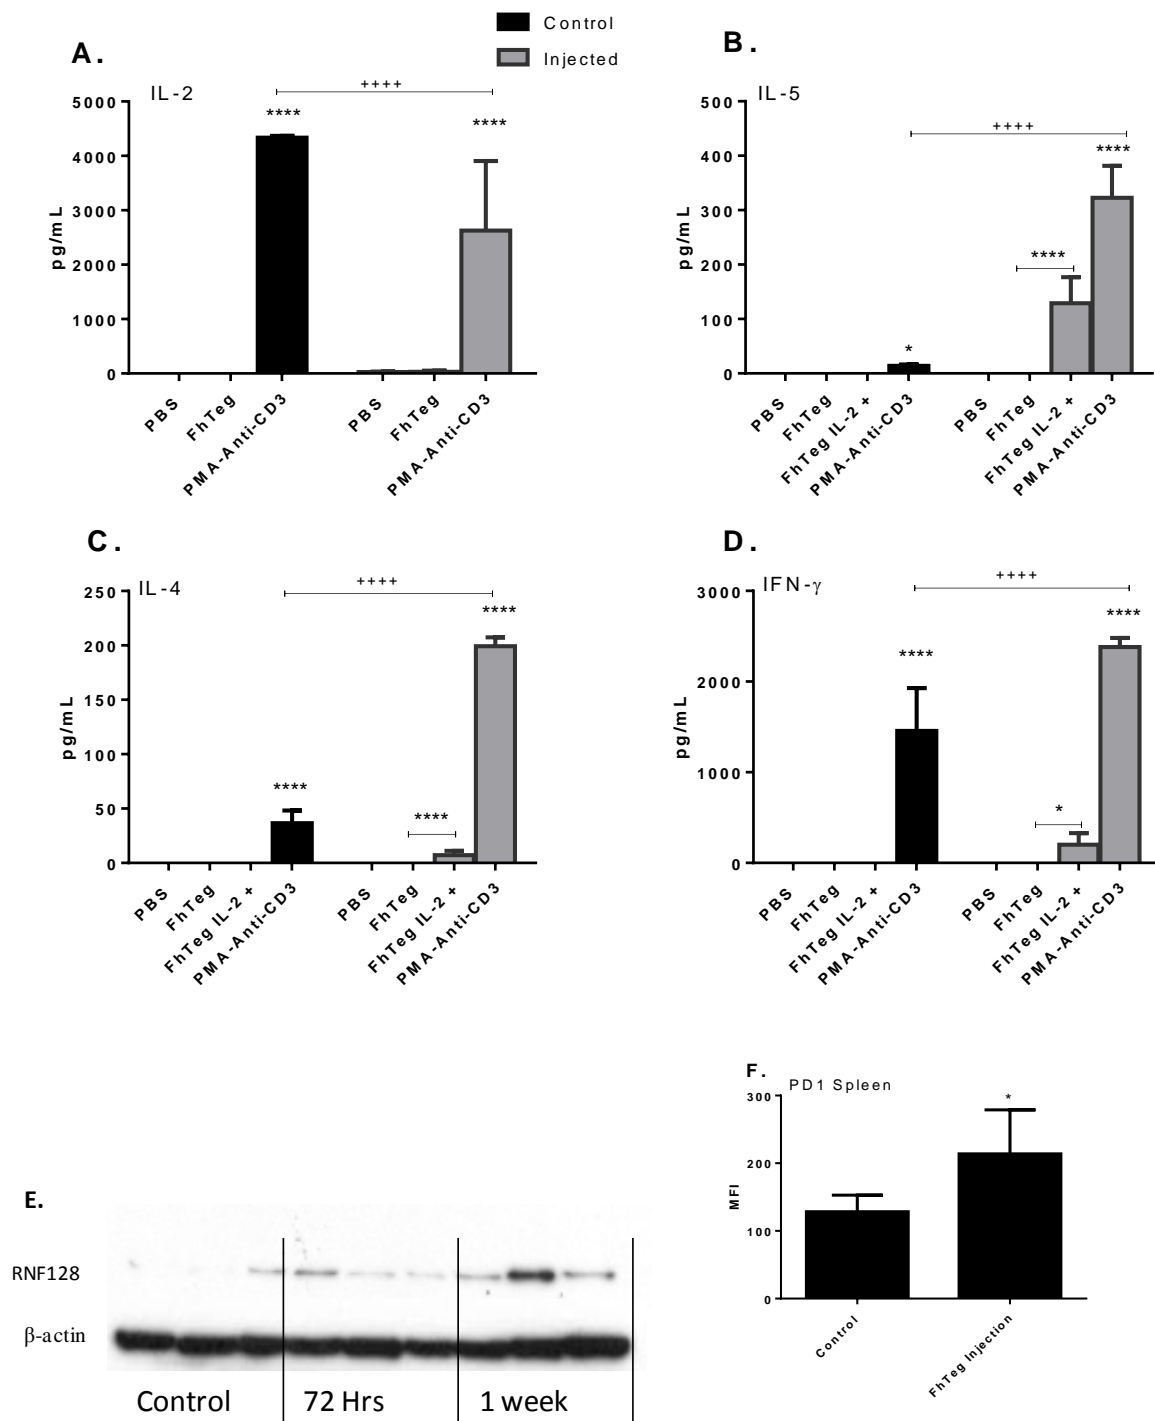 Control
Injected
A.
IL-2
++++
**** ****
5000
4000
3000
2000
1000
0
pg/mL
PBS
FhTeg
PMA-Anti-CD3
PBS
FhTeg
PMA-Anti-CD3
B.
IL-5
++++
****
****
*
500
400
300
200
100
0
pg/mL
PBS
FhTeg
FhTeg IL-2 +
PMA-Anti-CD3
PBS
FhTeg
FhTeg IL-2 +
PMA-Anti-CD3
C.
IL-4
++++
****
****
****
250
200
150
100
50
0
pg/mL
PBS
FhTeg
FhTeg IL-2 +
PMA-Anti-CD3
PBS
FhTeg
FhTeg IL-2 +
PMA-Anti-CD3
D.
IFN-γ
++++
****
****
*
3000
2000
1000
0
pg/mL
PBS
FhTeg
FhTeg IL-2 +
PMA-Anti-CD3
PBS
FhTeg
FhTeg IL-2 +
PMA-Anti-CD3
E.
RNF128
β-actin
Control 72 Hrs 1 week
F.
PD1 Spleen
*
300
200
100
0
MFI
Control
FhTeg Injection